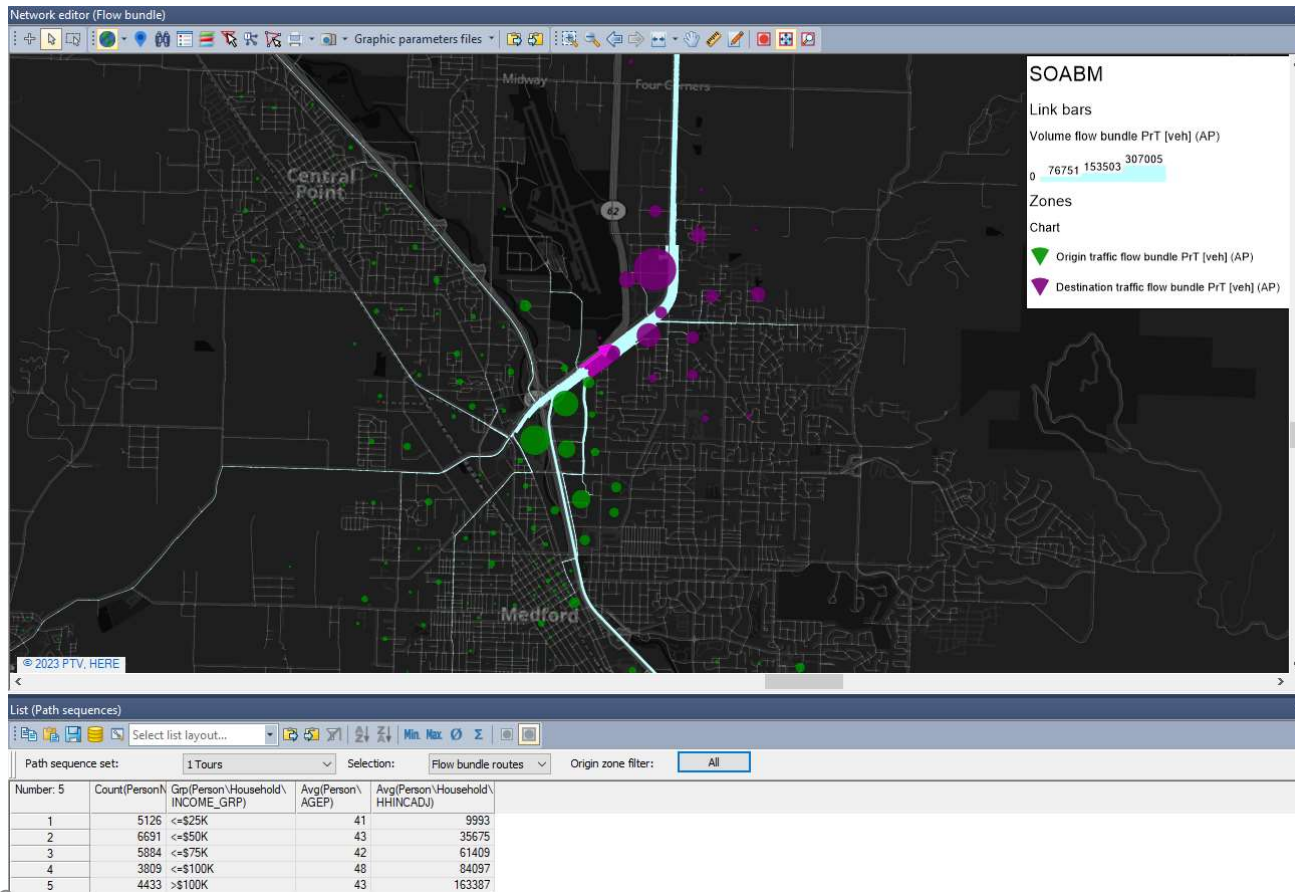 Network editor (Flow bundle)
Graphic parameters files
Midway
Four Corners
Central
Point
62
Medford
© 2023 PTV, HERE
SOABM
Link bars
Volume flow bundle PrT [veh] (AP)
0 76751 153503 307005
Zones
Chart
Origin traffic flow bundle PrT [veh] (AP)
Destination traffic flow bundle PrT [veh] (AP)
List (Path sequences)
Select list layout... Min. Max Ø Σ
Path sequence set: 1 Tours Selection: Flow bundle routes Origin zone filter: All
Number: 5 Count(PersonN Grp(Person\Household\ Avg(Person\ Avg(Person\Household\
INCOME_GRP) AGEP) HHINCADJ)
1 5126 <=$25K 41 9993
2 6691 <=$50K 43 35675
3 5884 <=$75K 42 61409
4 3809 <=$100K 48 84097
5 4433 >$100K 43 163387